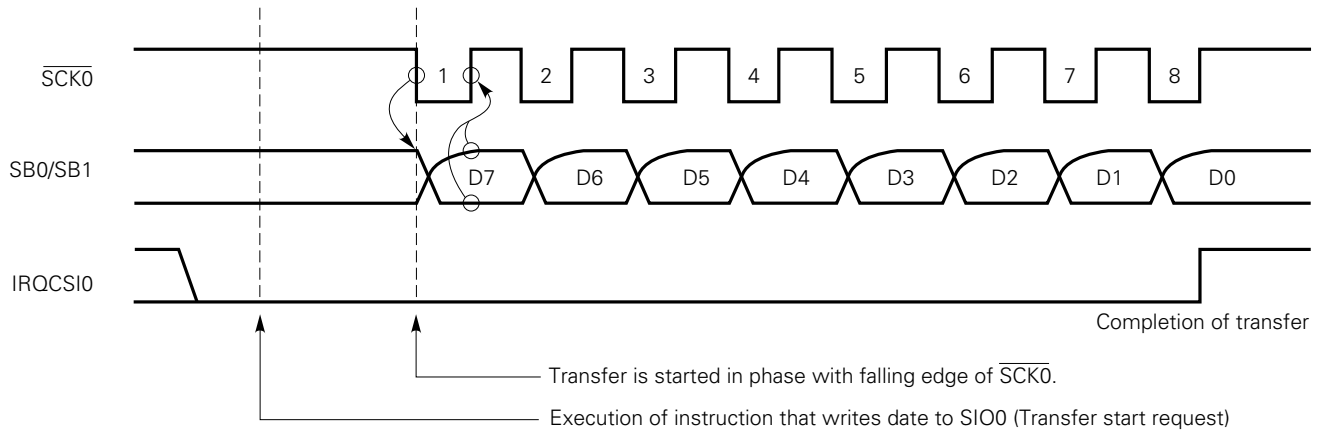 SCK0
1 2 3 4 5 6 7 8
SB0/SB1
D7 D6 D5 D4 D3 D2 D1 D0
IRQCSI0
Completion of transfer
Transfer is started in phase with falling edge of SCK0.
Execution of instruction that writes date to SIO0 (Transfer start request)